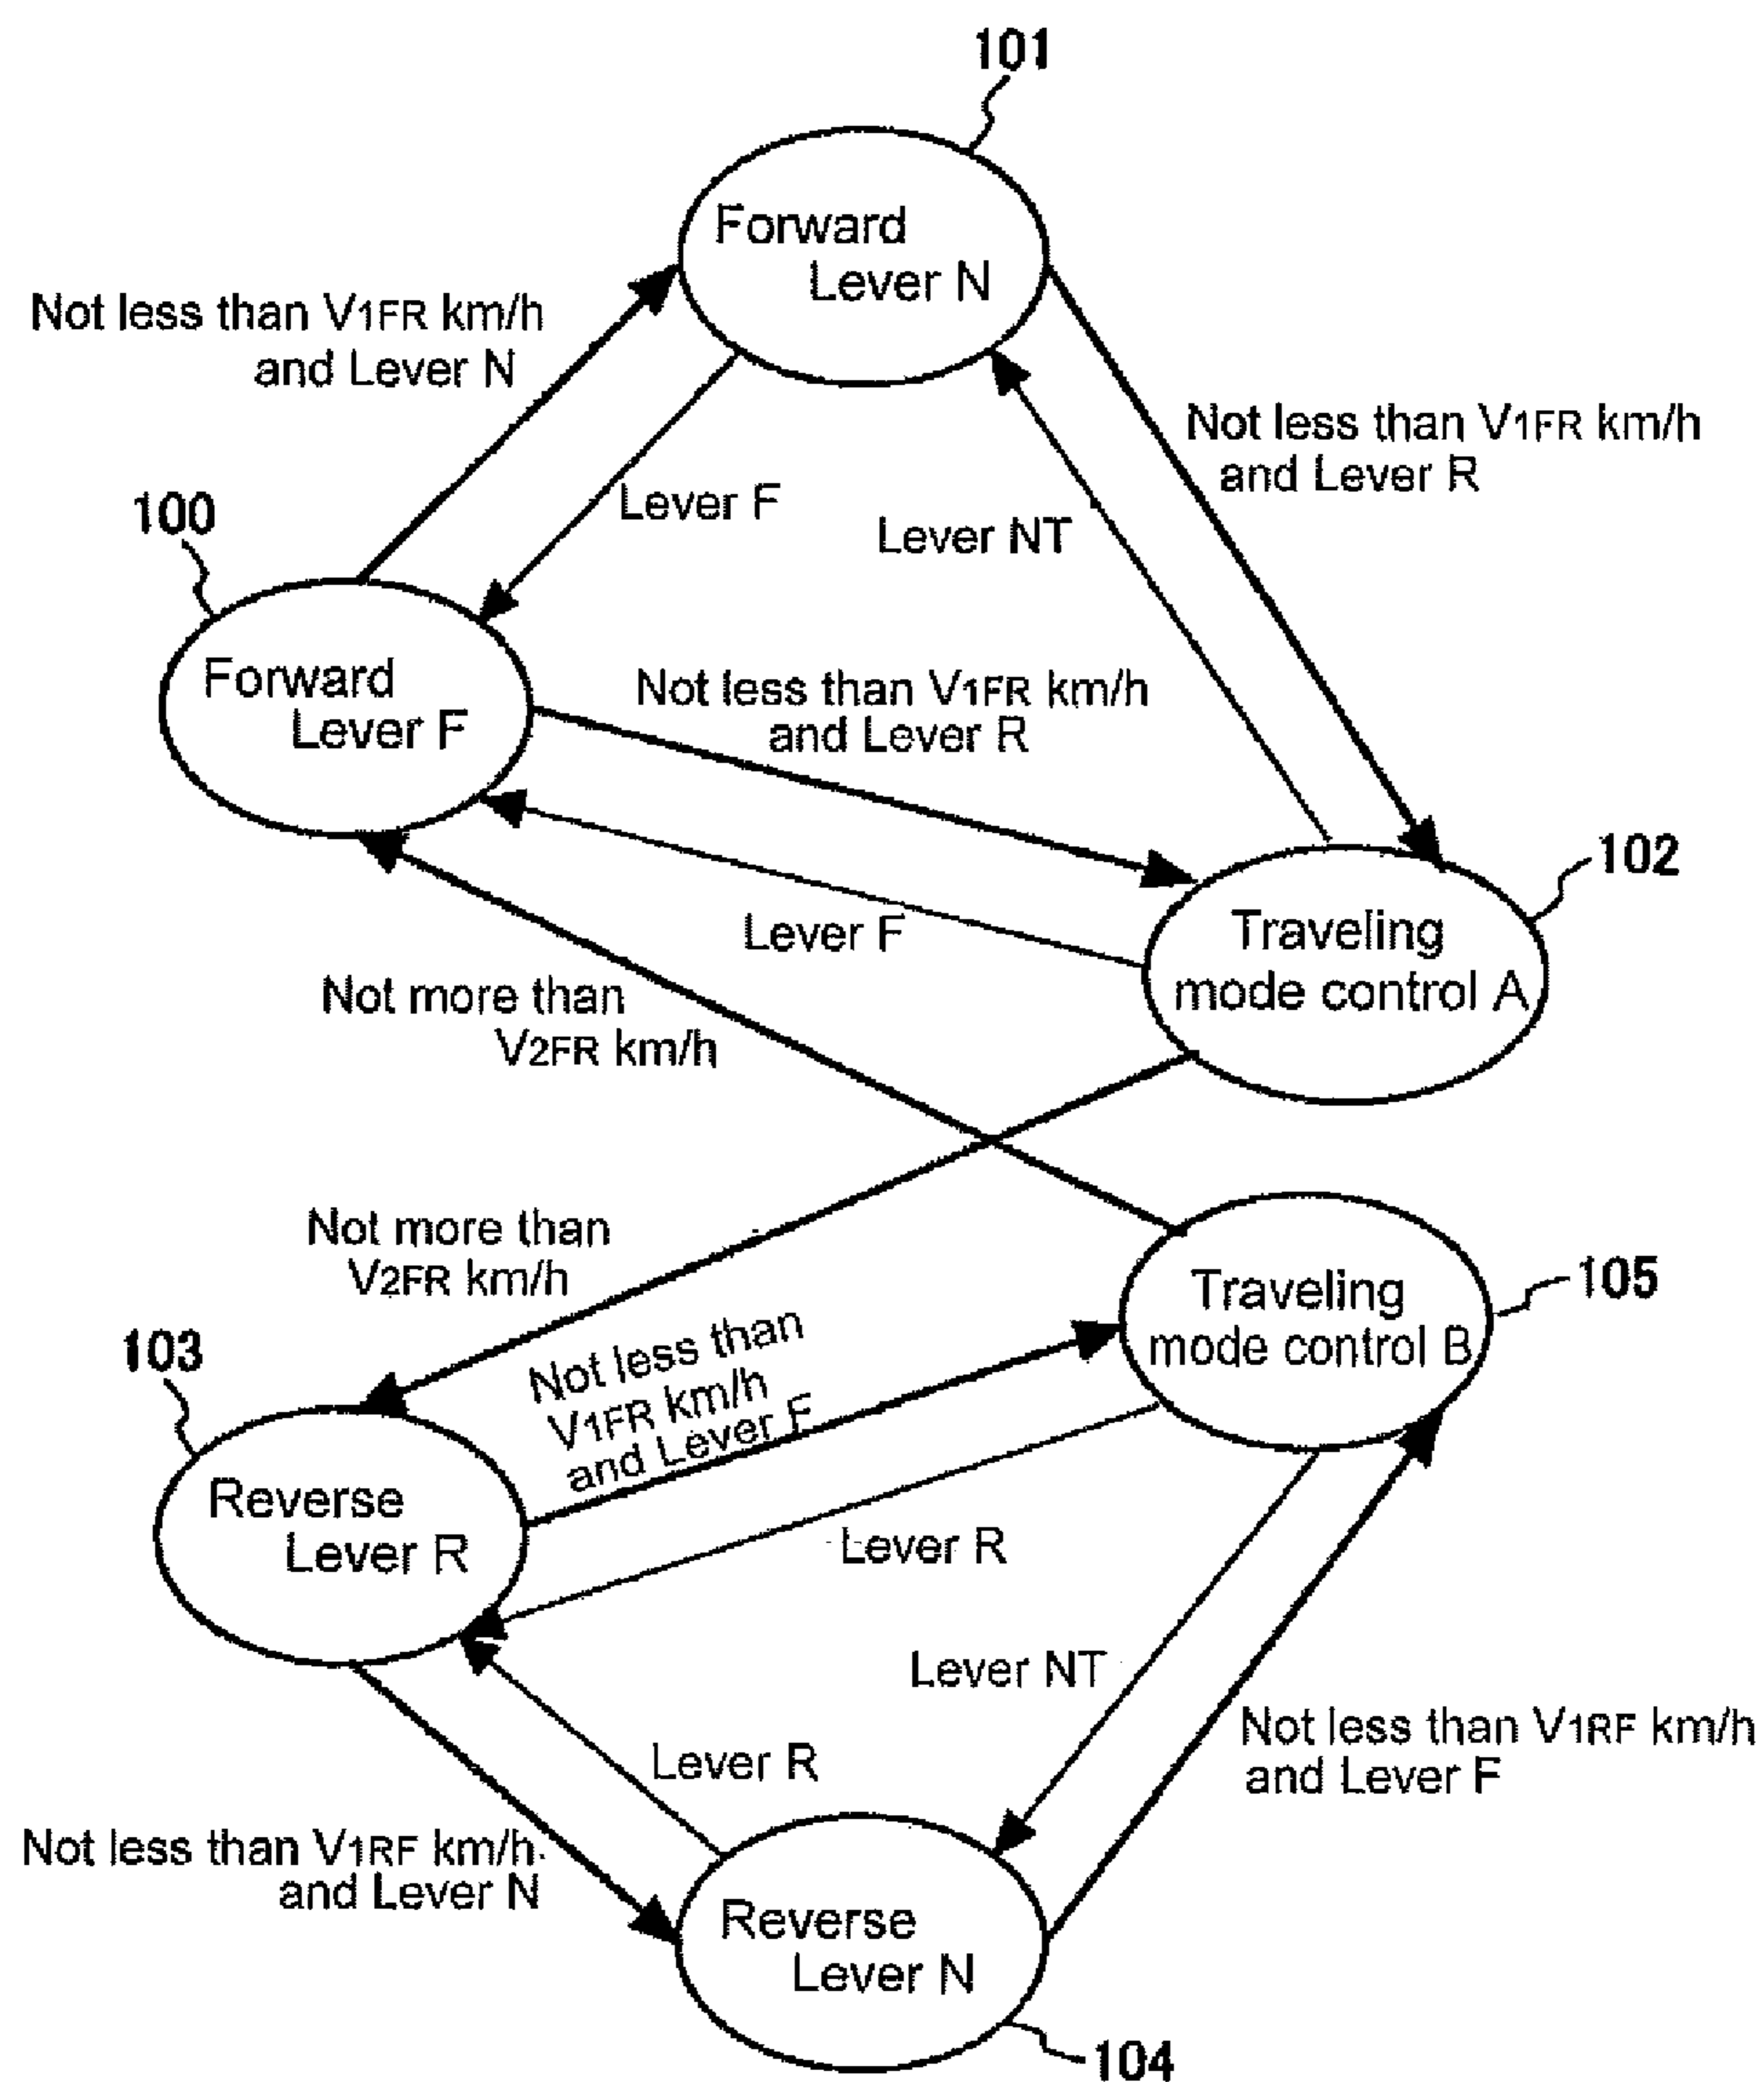 101
Forward
Lever N
Not less than V1FR km/h
and Lever N
Not less than V1FR km/h
and Lever R
Lever F
Lever NT
100
Forward
Lever F
Not less than V1FR km/h
and Lever R
102
Traveling
mode control A
Lever F
Not more than
V2FR km/h
Not more than
V2FR km/h
105
Traveling
mode control B
103
Not less than
V1FR km/h
and Lever F
Reverse
Lever R
Lever R
Lever NT
Not less than V1RF km/h
and Lever F
Lever R
Not less than V1RF km/h
and Lever N
Reverse
Lever N
104